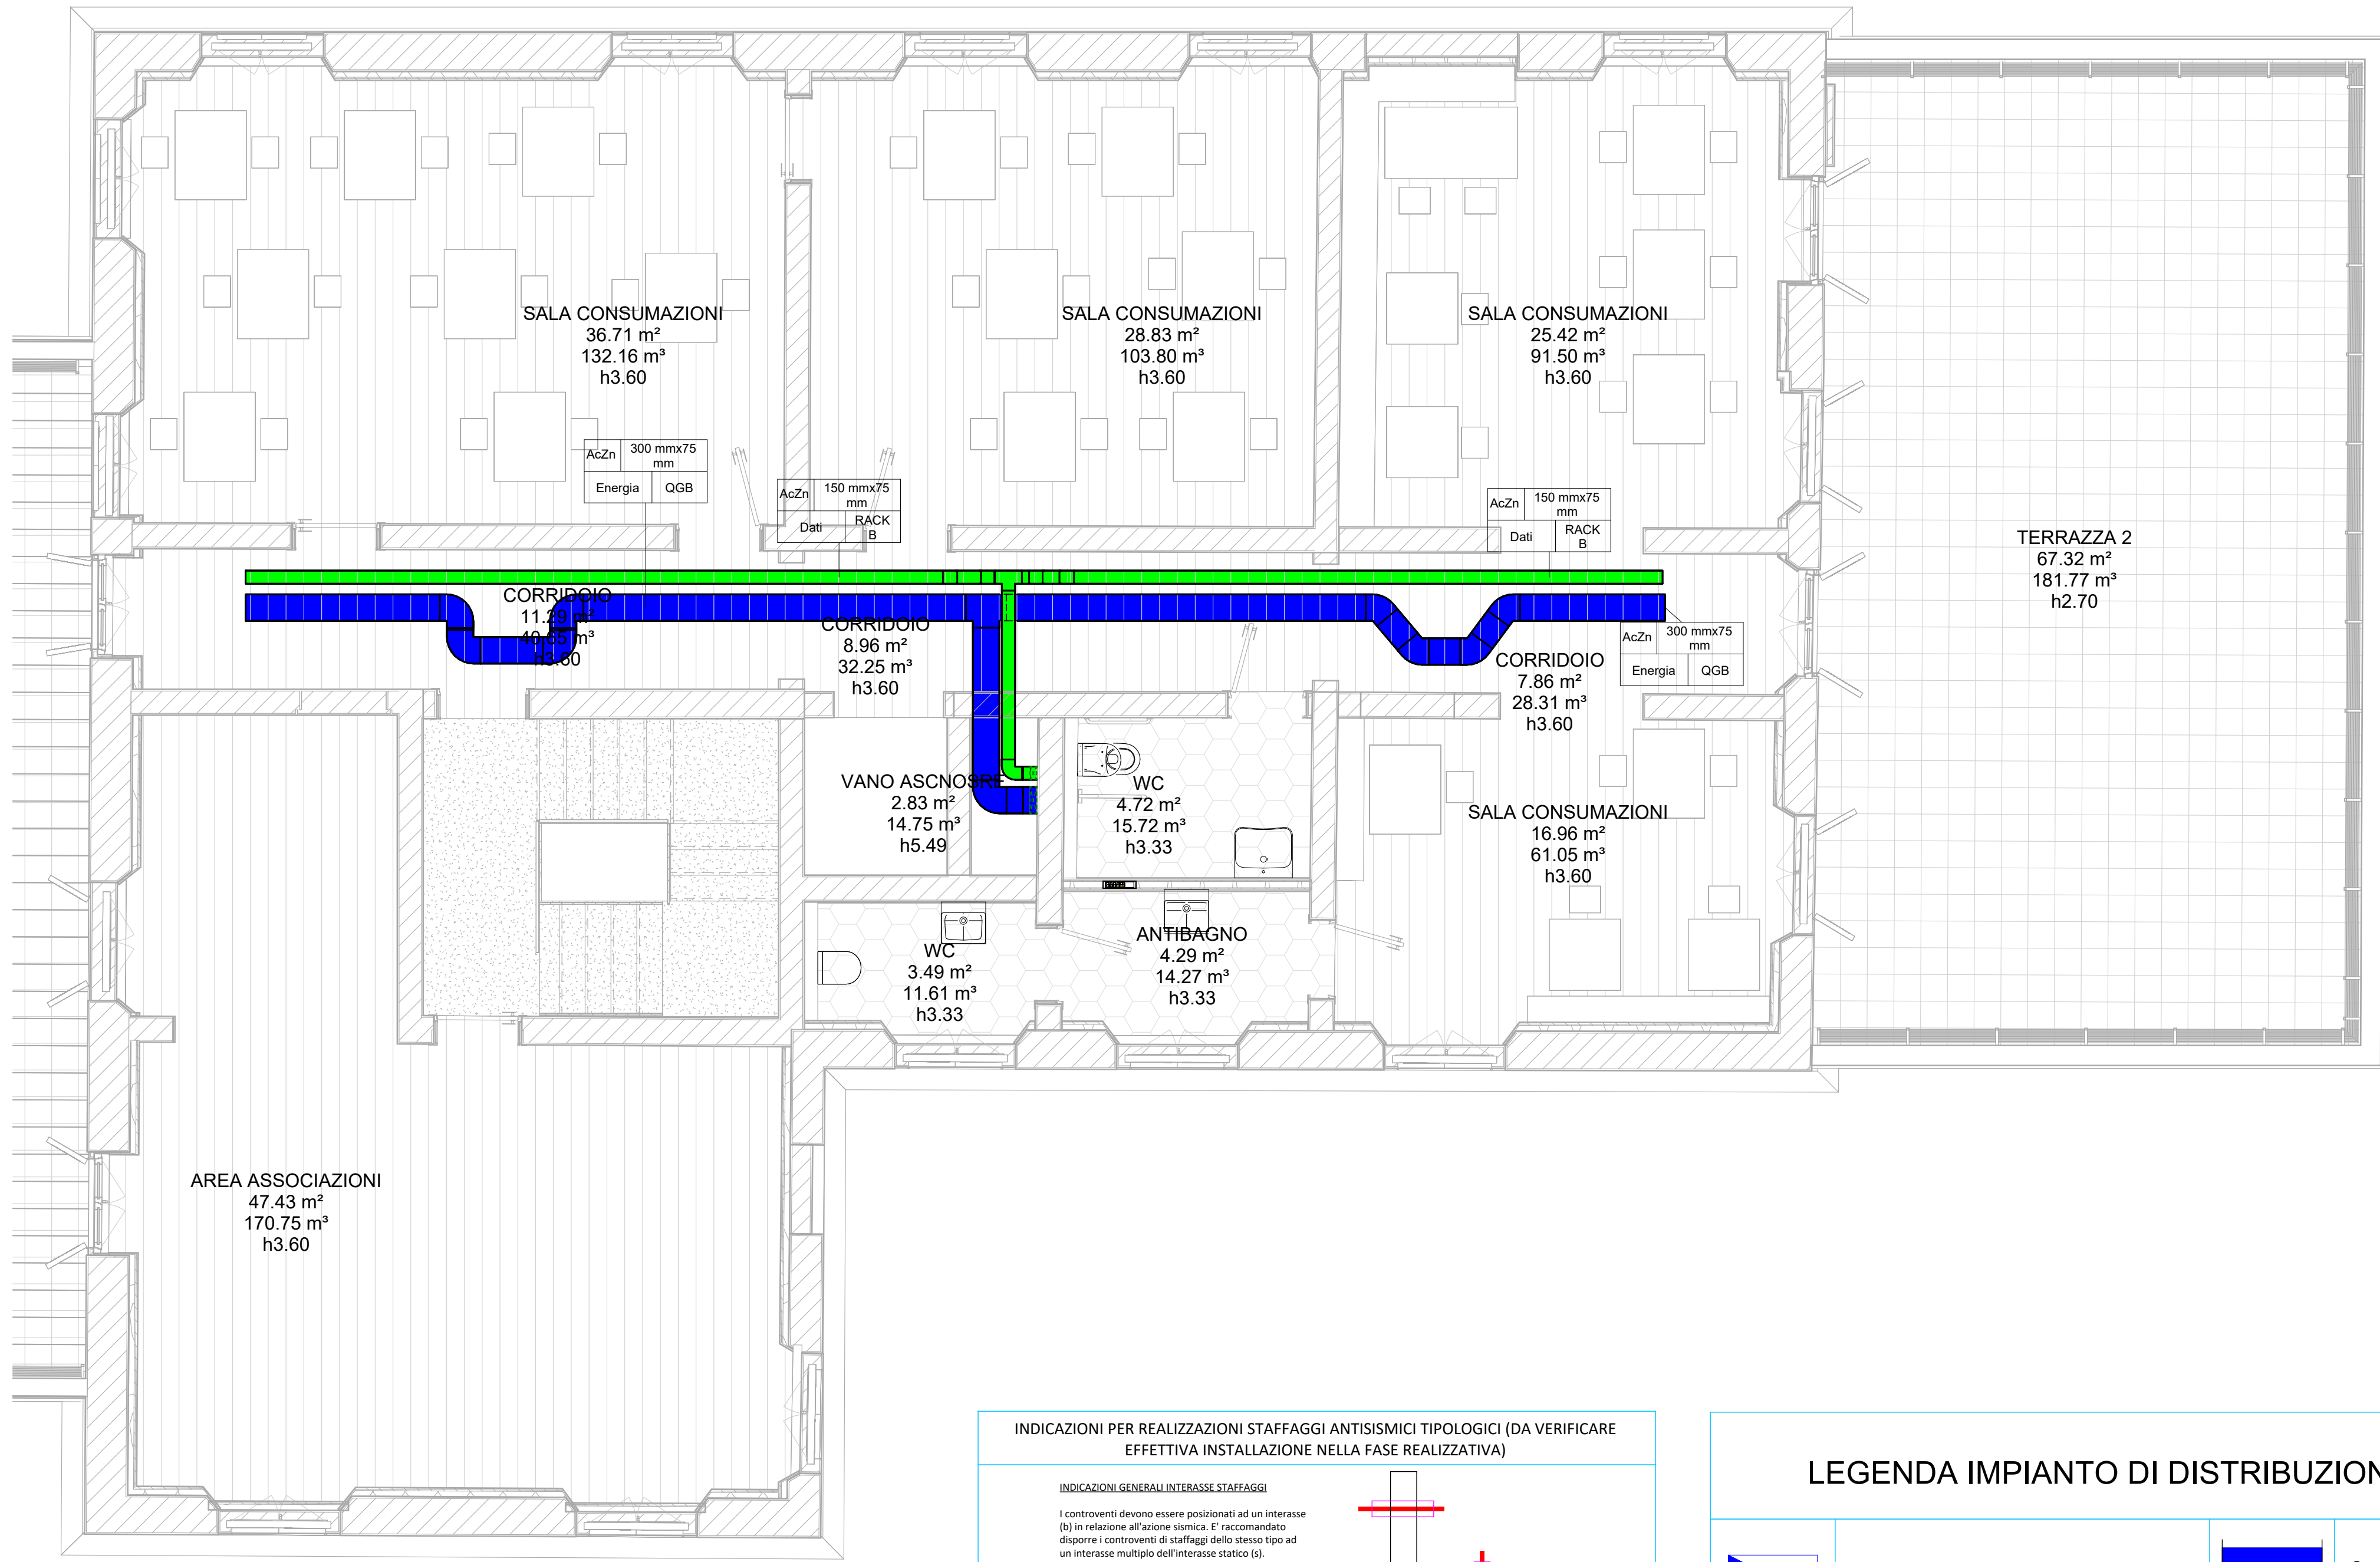 SALA CONSUMAZIONI
36.71 m²
132.16 m³
h3.60
SALA CONSUMAZIONI
28.83 m²
103.80 m³
h3.60
SALA CONSUMAZIONI
25.42 m²
91.50 m³
h3.60
AcZn
300 mmx75
mm
Energia
QGB
AcZn
150 mmx75
mm
Dati
RACK
B
AcZn
150 mmx75
mm
Dati
RACK
B
TERRAZZA 2
67.32 m²
181.77 m³
h2.70
CORRIDOIO
11.29 m²
40.65 m³
h3.60
CORRIDOIO
8.96 m²
32.25 m³
h3.60
AcZn
300 mmx75
mm
Energia
QGB
CORRIDOIO
7.86 m²
28.31 m³
h3.60
VANO ASCNOSRE
2.83 m²
14.75 m³
h5.49
WC
4.72 m²
15.72 m³
h3.33
SALA CONSUMAZIONI
16.96 m²
61.05 m³
h3.60
WC
3.49 m²
11.61 m³
h3.33
ANTIBAGNO
4.29 m²
14.27 m³
h3.33
AREA ASSOCIAZIONI
47.43 m²
170.75 m³
h3.60
INDICAZIONI PER REALIZZAZIONI STAFFAGGI ANTISISMICI TIPOLOGICI (DA VERIFICARE
EFFETTIVA INSTALLAZIONE NELLA FASE REALIZZATIVA)
INDICAZIONI GENERALI INTERASSE STAFFAGGI
I controventi devono essere posizionati ad un interasse
(b) in relazione all'azione sismica. E' raccomandato
disporre i controventi di staffaggi dello stesso tipo ad
un interasse multiplo dell'interasse statico (s).
LEGENDA IMPIANTO DI DISTRIBUZION